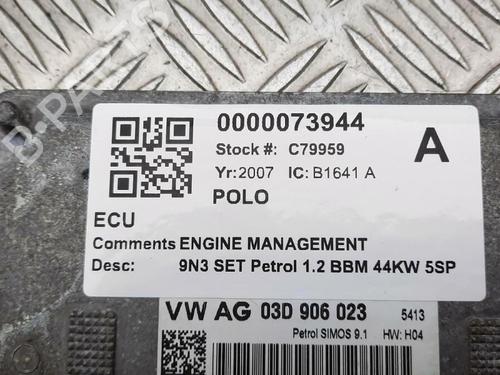 B-PARTS
0000073944
A
Stock #: C79959
Yr: 2007 IC: B1641 A
POLO
ECU
Comments ENGINE MANAGEMENT
Desc: 9N3 SET Petrol 1.2 BBM 44KW 5SP
VW AG 03D 906 023 5413
Petrol SIMOS 9.1 HW: H04